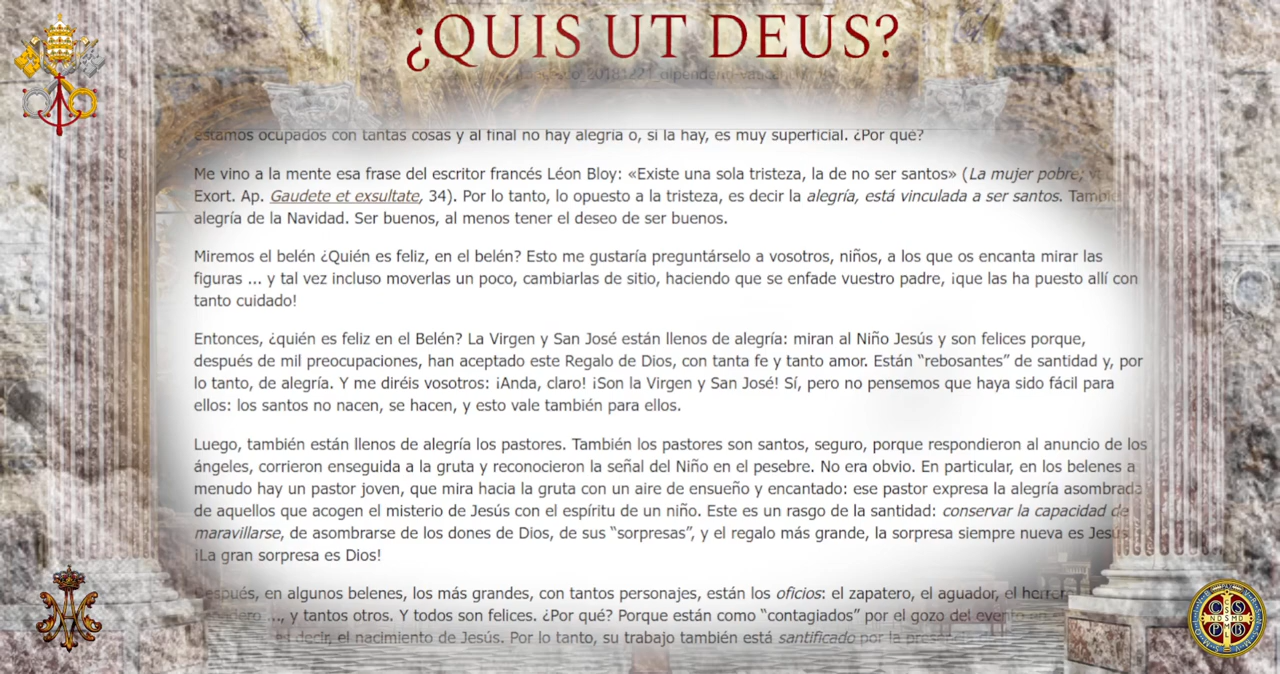 ¿QUIS UT DEUS?
estamos ocupados con tantas cosas y al final no hay alegría o, si la hay, es muy superficial. ¿Por qué?
Me vino a la mente esa frase del escritor francés Léon Bloy: «Existe una sola tristeza, la de no ser santos» (La mujer pobre;
Exort. Ap. Gaudete et exsultate, 34). Por lo tanto, lo opuesto a la tristeza, es decir la alegría, está vinculada a ser santos.
alegría de la Navidad. Ser buenos, al menos tener el deseo de ser buenos.
Miremos el belén ¿Quién es feliz, en el belén? Esto me gustaría preguntárselo a vosotros, niños, a los que os encanta mirar las
figuras ... y tal vez incluso moverlas un poco, cambiarlas de sitio, haciendo que se enfade vuestro padre, ¡que las ha puesto allí con
tanto cuidado!
Entonces, ¿quién es feliz en el Belén? La Virgen y San José están llenos de alegría: miran al Niño Jesús y son felices porque,
después de mil preocupaciones, han aceptado este Regalo de Dios, con tanta fe y tanto amor. Están “rebosantes” de santidad y, por
lo tanto, de alegría. Y me diréis vosotros: ¡Anda, claro! ¡Son la Virgen y San José! Sí, pero no pensemos que haya sido fácil para
ellos: los santos no nacen, se hacen, y esto vale también para ellos.
Luego, también están llenos de alegría los pastores. También los pastores son santos, seguro, porque respondieron al anuncio de los
ángeles, corrieron enseguida a la gruta y reconocieron la señal del Niño en el pesebre. No era obvio. En particular, en los belenes a
menudo hay un pastor joven, que mira hacia la gruta con un aire de ensueño y encantado: ese pastor expresa la alegría asombrada
de aquellos que acogen el misterio de Jesús con el espíritu de un niño. Este es un rasgo de la santidad: conservar la capacidad de
maravillarse, de asombrarse de los dones de Dios, de sus “sorpresas”, y el regalo más grande, la sorpresa siempre nueva es Jesús.
¡La gran sorpresa es Dios!
Después, en algunos belenes, los más grandes, con tantos personajes, están los oficios: el zapatero, el aguador, el
..., y tantos otros. Y todos son felices. ¿Por qué? Porque están como “contagiados” por el gozo del
es decir, el nacimiento de Jesús. Por lo tanto, su trabajo también está santificado por la